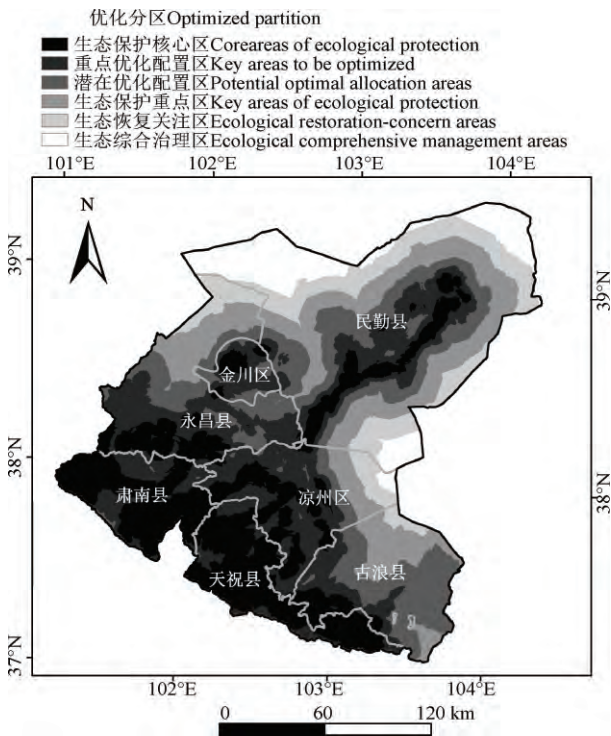 优化分区Optimized partition
生态保护核心区Coreareas of ecological protection
重点优化配置区Key areas to be optimized
潜在优化配置区Potential optimal allocation areas
生态保护重点区Key areas of ecological protection
生态恢复关注区Ecological restoration-concern areas
生态综合治理区Ecological comprehensive management areas
101°E 102°E 103°E 104°E
N
39°N
39°N
民勤县
金川区
永昌县
38°N
38°N
肃南县
凉州区
天祝县
古浪县
37°N
37°N
102°E 103°E 104°E
0 60 120 km